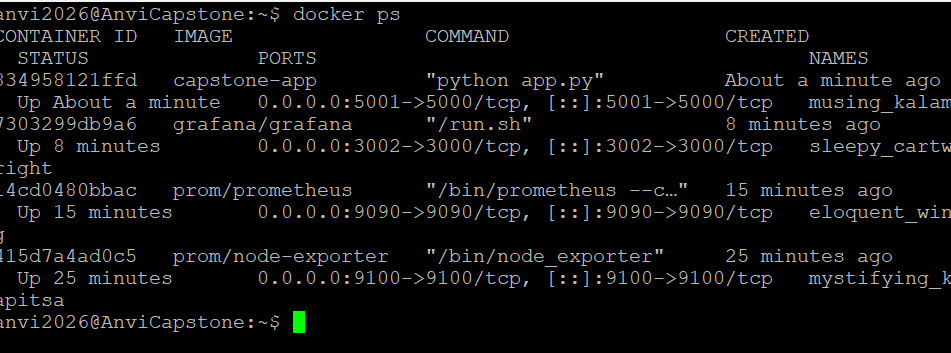 anvi2026@AnviCapstone:~$ docker ps
CONTAINER ID   IMAGE                COMMAND                  CREATED
  STATUS              PORTS                                           NAMES
834958121ffd   capstone-app         "python app.py"          About a minute ago
  Up About a minute   0.0.0.0:5001->5000/tcp, [::]:5001->5000/tcp   musing_kalam
7303299db9a6   grafana/grafana      "/run.sh"                8 minutes ago
  Up 8 minutes        0.0.0.0:3002->3000/tcp, [::]:3002->3000/tcp   sleepy_cartw
right
14cd0480bbac   prom/prometheus      "/bin/prometheus --c…"   15 minutes ago
  Up 15 minutes       0.0.0.0:9090->9090/tcp, [::]:9090->9090/tcp   eloquent_win
g
415d7a4ad0c5   prom/node-exporter   "/bin/node_exporter"     25 minutes ago
  Up 25 minutes       0.0.0.0:9100->9100/tcp, [::]:9100->9100/tcp   mystifying_k
apitsa
anvi2026@AnviCapstone:~$